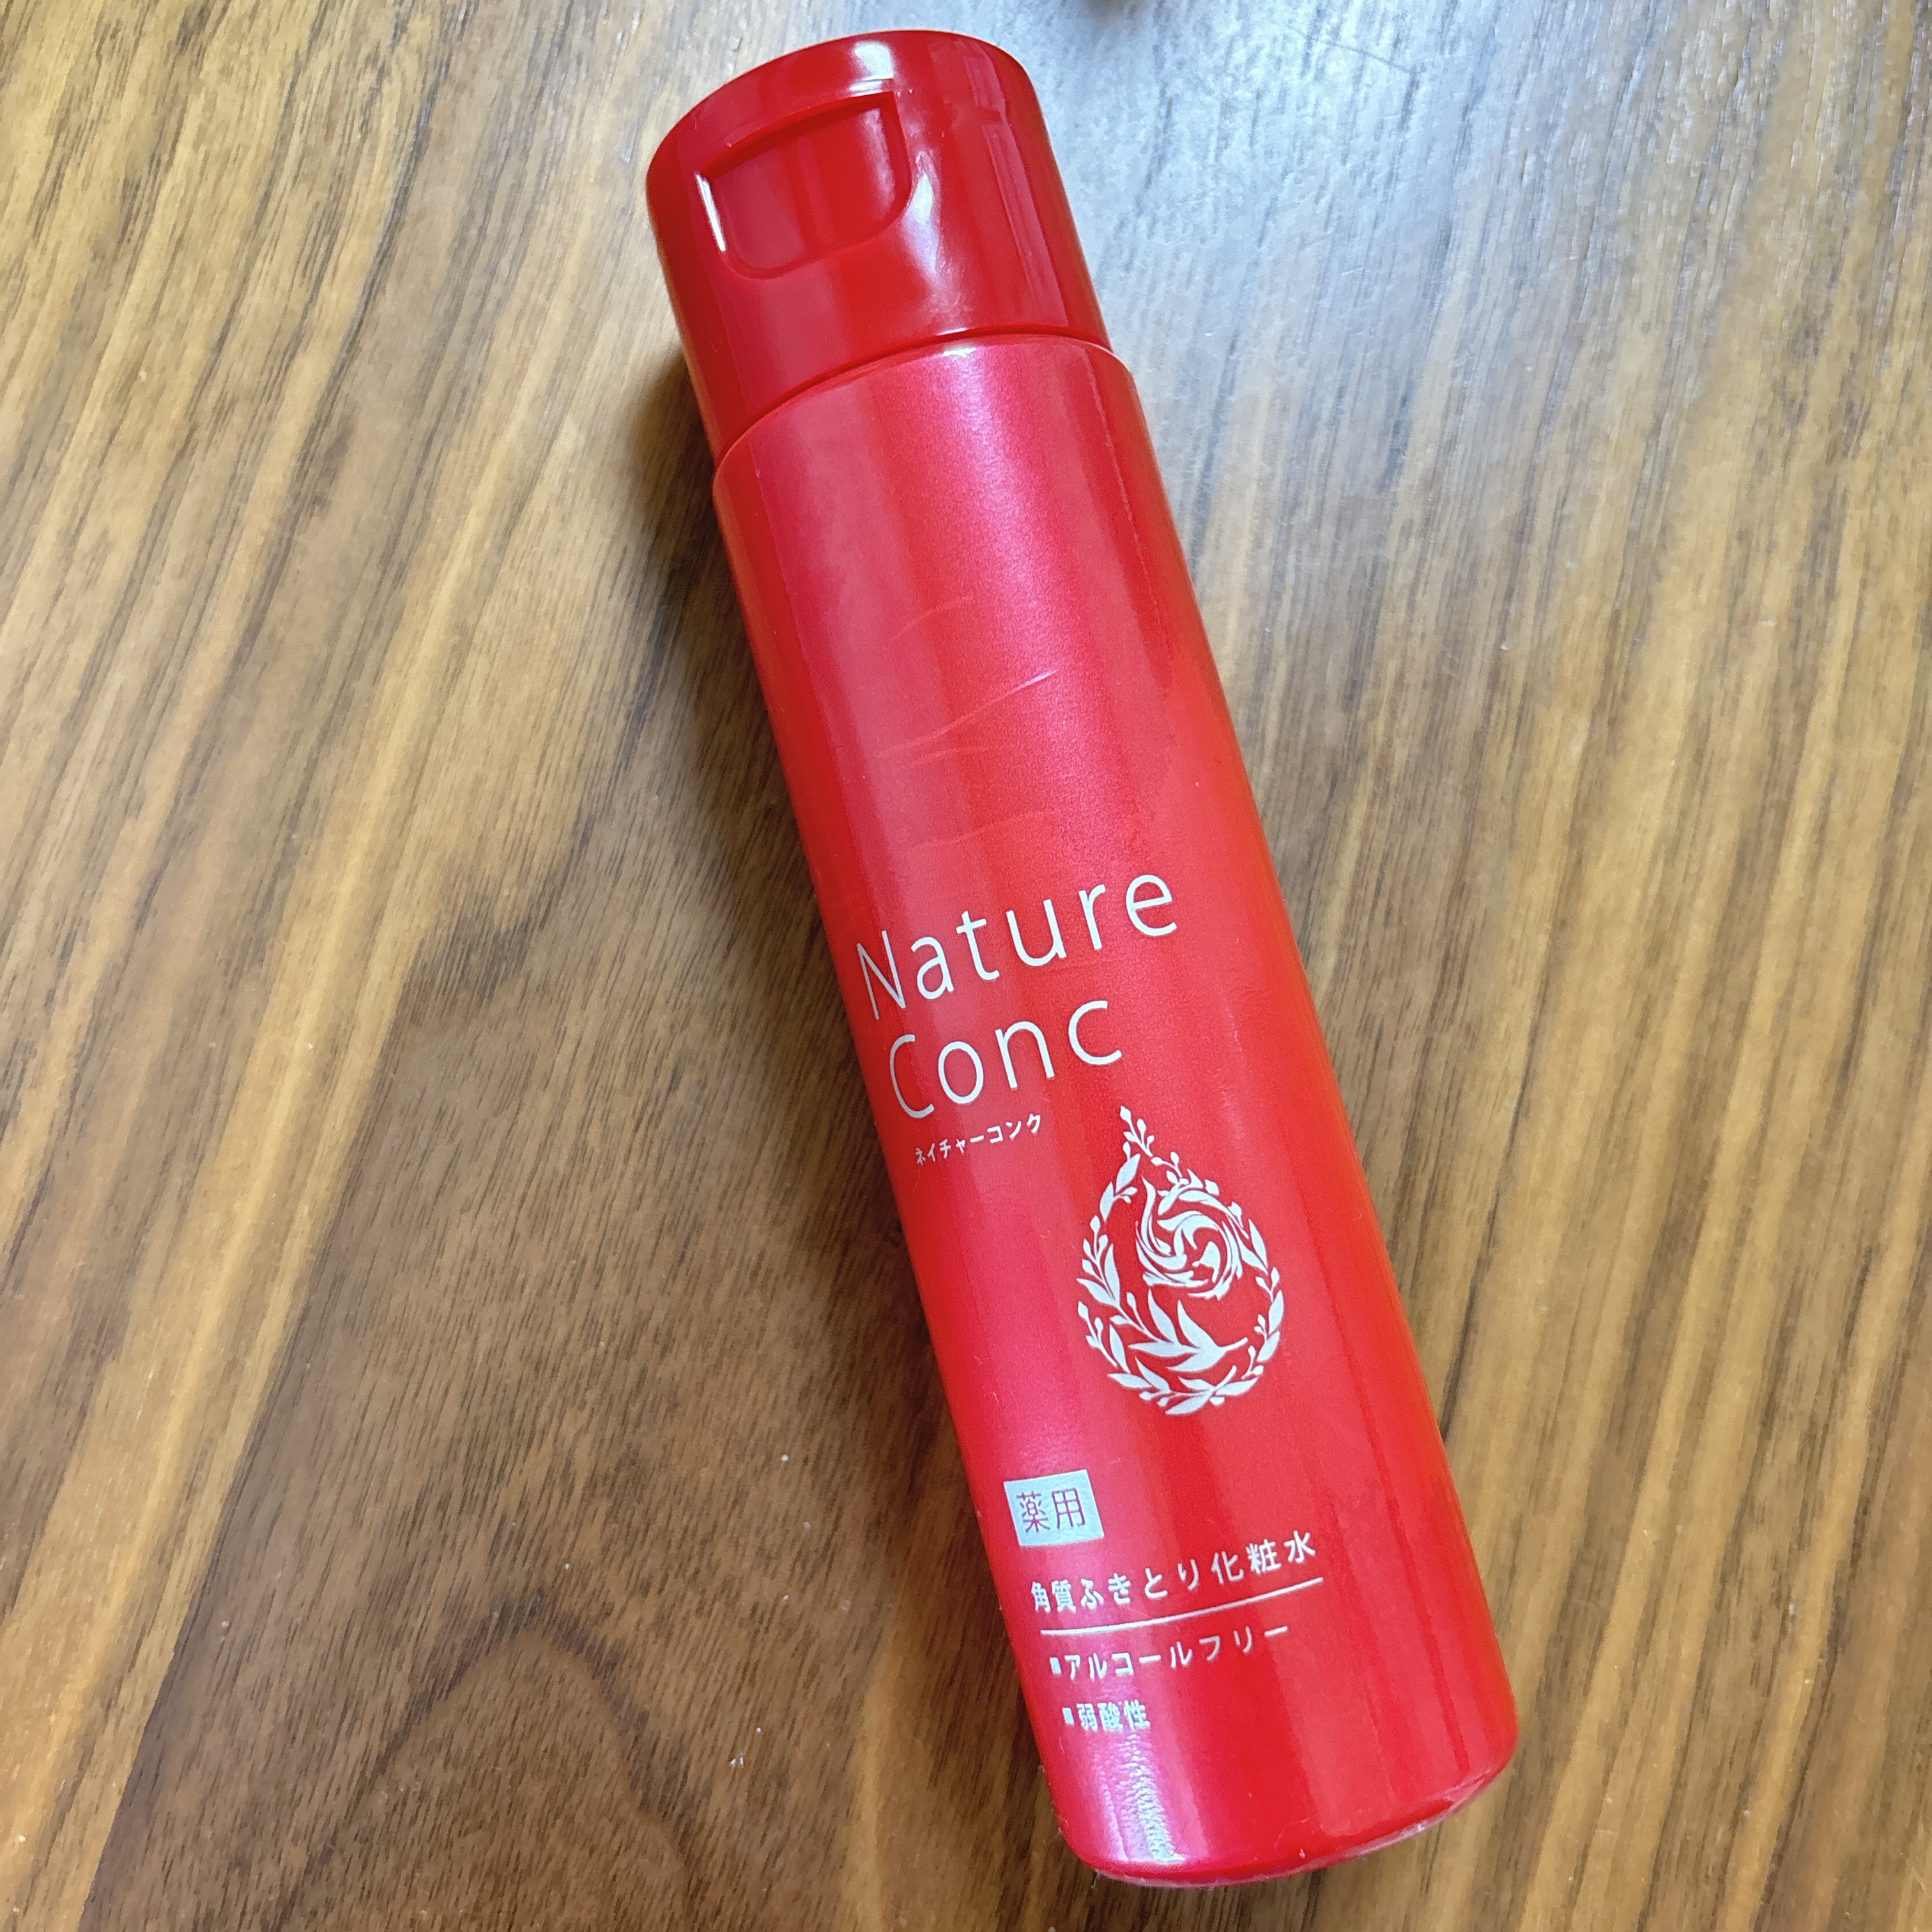 Nature
Conc
ネイチャーコンク
薬用
角質ふきとり化粧水
■アルコールフリー
■弱酸性